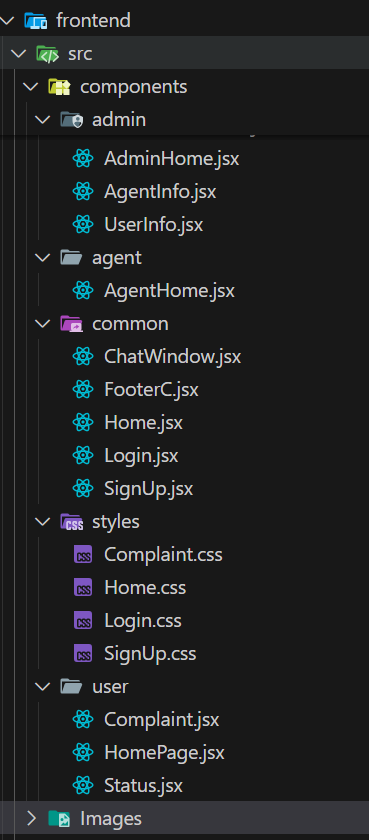 frontend
src
components
admin
AdminHome.jsx
AgentInfo.jsx
UserInfo.jsx
agent
AgentHome.jsx
common
ChatWindow.jsx
FooterC.jsx
Home.jsx
Login.jsx
SignUp.jsx
styles
Complaint.css
Home.css
Login.css
SignUp.css
user
Complaint.jsx
HomePage.jsx
Status.jsx
Images